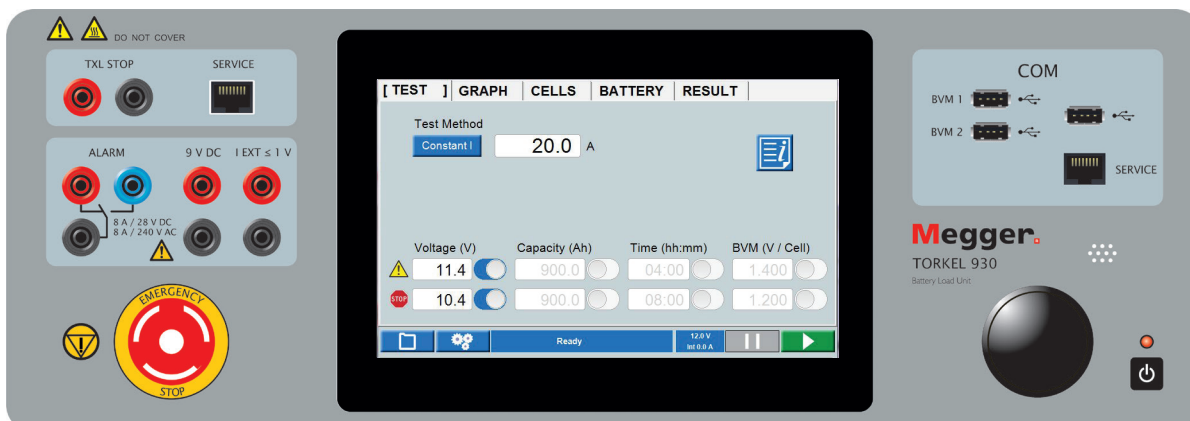 DO NOT COVER
TXL STOP
SERVICE
ALARM
9 V DC
I EXT ≤ 1 V
8 A / 28 V DC
8 A / 240 V AC
EMERGENCY
STOP
[ TEST ] GRAPH CELLS BATTERY RESULT
Test Method
Constant I 20.0 A
i
Voltage (V) Capacity (Ah) Time (hh:mm) BVM (V / Cell)
11.4 900.0 04:00 1.400
STOP 10.4 900.0 08:00 1.200
Ready
12.0 V
Int 0.0 A
COM
BVM 1
BVM 2
SERVICE
Megger.
TORKEL 930
Battery Load Unit